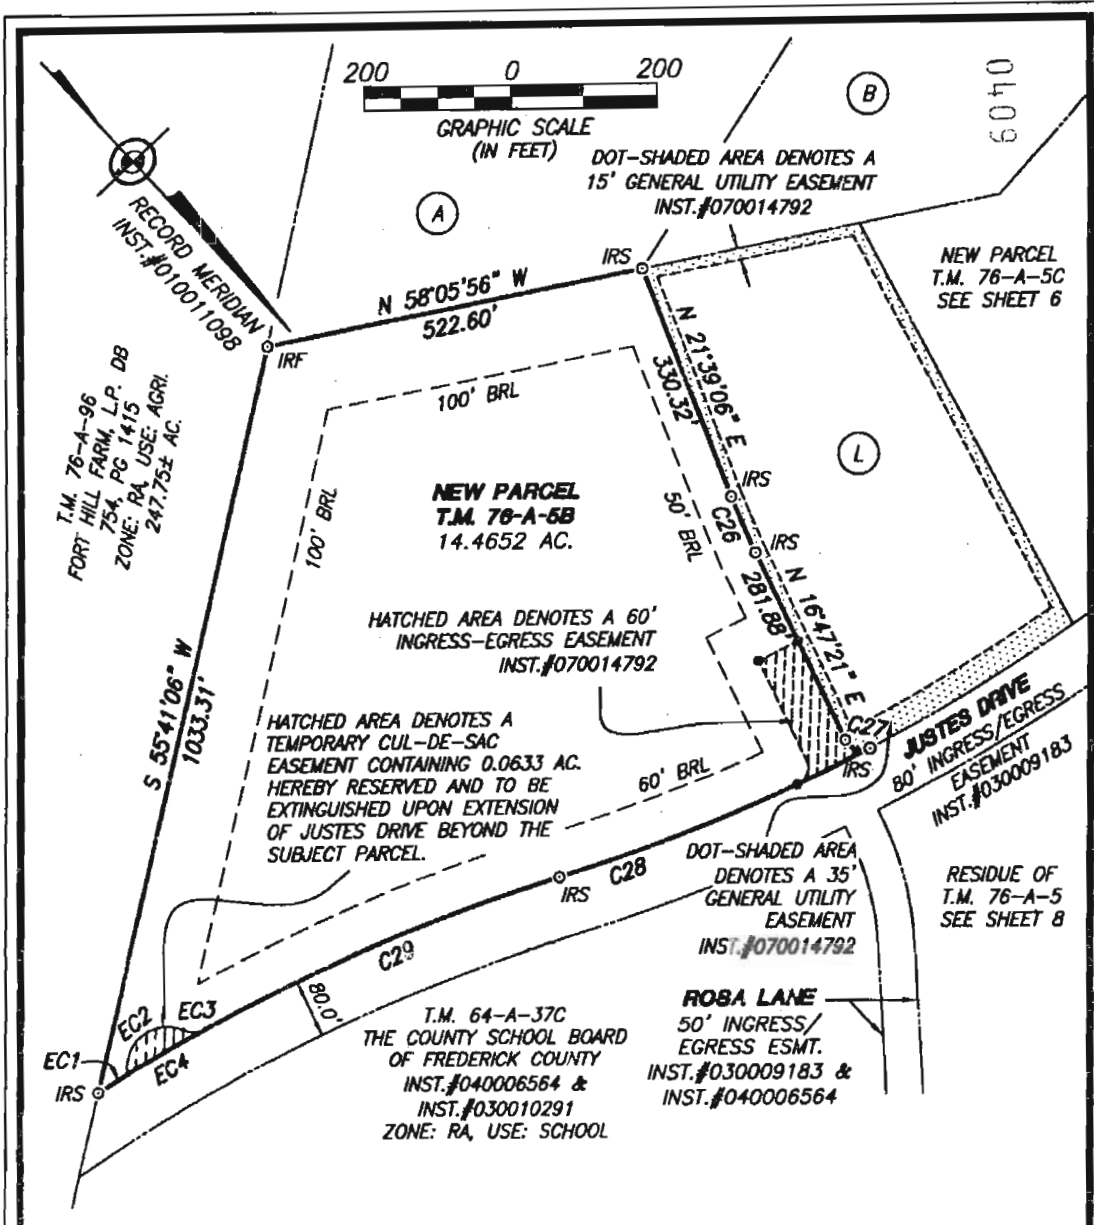 200 0 200
GRAPHIC SCALE
(IN FEET)
0409
B
DOT-SHADED AREA DENOTES A
15' GENERAL UTILITY EASEMENT
INST.#070014792
A
RECORD MERIDIAN
INST.#010011098
IRS
NEW PARCEL
T.M. 76-A-5C
SEE SHEET 6
N 58°05'56" W
522.60'
IRF
N 21°39'06" E
330.32'
T.M. 76-A-96
FORT HILL FARM, L.P. DB
754, PG 1415
ZONE: RA, USE: AGRI.
247.75± AC.
100' BRL
L
100' BRL
NEW PARCEL
T.M. 76-A-5B
14.4652 AC.
50' BRL
IRS
C26
IRS
N 16°47'21" E
281.88'
HATCHED AREA DENOTES A 60'
INGRESS-EGRESS EASEMENT
INST.#070014792
S 55°41'06" W
1033.31'
HATCHED AREA DENOTES A
TEMPORARY CUL-DE-SAC
EASEMENT CONTAINING 0.0633 AC.
HEREBY RESERVED AND TO BE
EXTINGUISHED UPON EXTENSION
OF JUSTES DRIVE BEYOND THE
SUBJECT PARCEL.
60' BRL
C27
IRS
JUSTES DRIVE
80' INGRESS/EGRESS
EASEMENT
INST.#030009183
DOT-SHADED AREA
DENOTES A 35'
GENERAL UTILITY
EASEMENT
INST.#070014792
RESIDUE OF
T.M. 76-A-5
SEE SHEET 8
C28
IRS
C29
80.0'
EC3
EC2
EC4
EC1
IRS
T.M. 64-A-37C
THE COUNTY SCHOOL BOARD
OF FREDERICK COUNTY
INST.#040006564 &
INST.#030010291
ZONE: RA, USE: SCHOOL
ROSA LANE
50' INGRESS/
EGRESS ESMT.
INST.#030009183 &
INST.#040006564